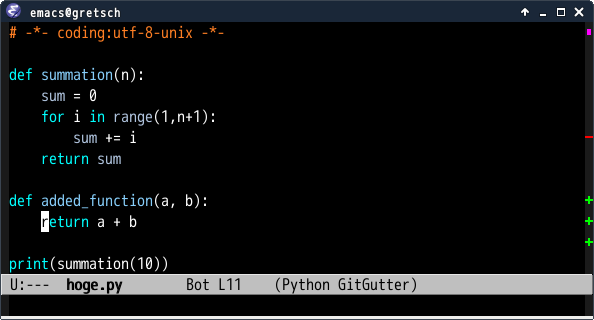 emacs@gretsch
# -*- coding:utf-8-unix -*-
def summation(n):
    sum = 0
    for i in range(1,n+1):
        sum += i
    return sum
def added_function(a, b):
    return a + b
print(summation(10))
U:---  hoge.py        Bot L11    (Python GitGutter)